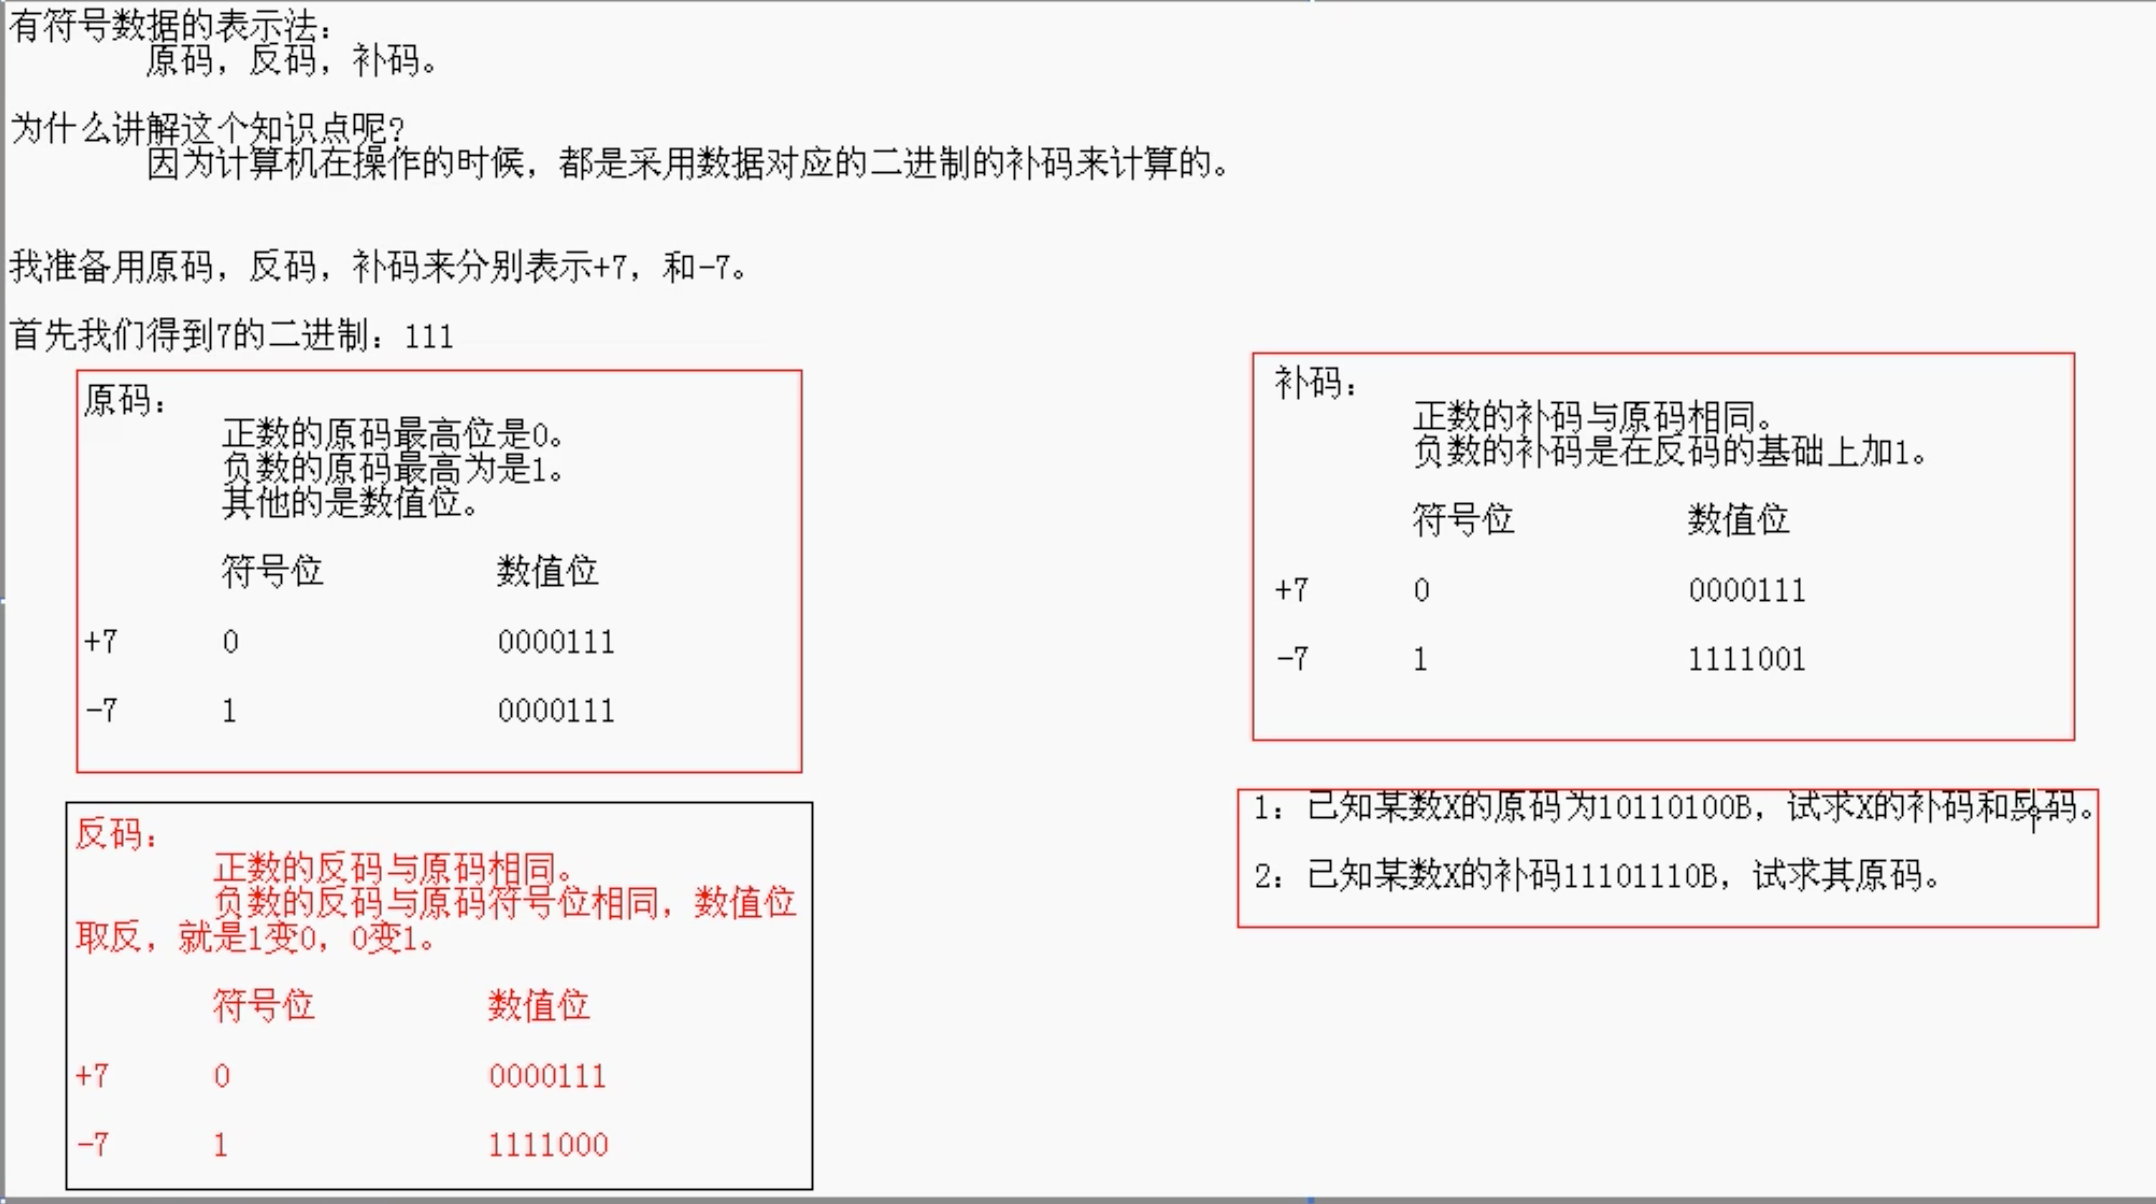 有符号数据的表示法：
原码，反码，补码。
为什么讲解这个知识点呢？
因为计算机在操作的时候，都是采用数据对应的二进制的补码来计算的。
我准备用原码，反码，补码来分别表示+7，和-7。
首先我们得到7的二进制：111
原码：
正数的原码最高位是0。
负数的原码最高为是1。
其他的是数值位。
符号位 数值位
+7 0 0000111
-7 1 0000111
反码：
正数的反码与原码相同。
负数的反码与原码符号位相同，数值位
取反，就是1变0，0变1。
符号位 数值位
+7 0 0000111
-7 1 1111000
补码：
正数的补码与原码相同。
负数的补码是在反码的基础上加1。
符号位 数值位
+7 0 0000111
-7 1 1111001
1：已知某数X的原码为10110100B，试求X的补码和反码。
2：已知某数X的补码11101110B，试求其原码。